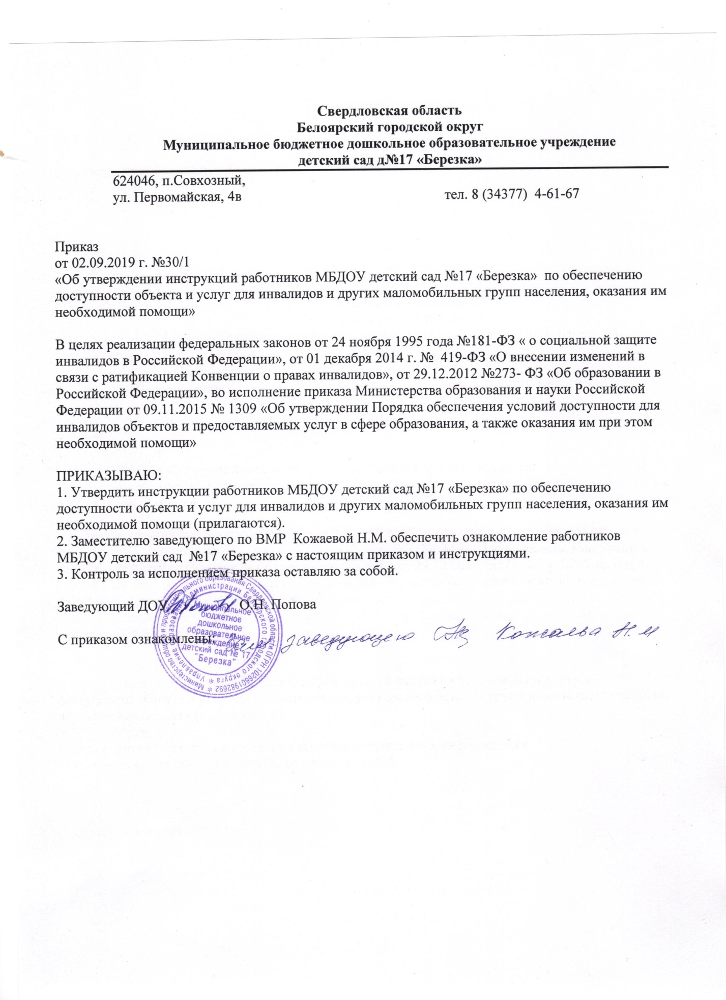 Свердловская область
Белоярский городской округ
Муниципальное бюджетное дошкольное образовательное учреждение
детский сад д№17 «Березка»
624046, п.Совхозный,
ул. Первомайская, 4в
тел. 8 (34377) 4-61-67
Приказ
от 02.09.2019 г. №30/1
«Об утверждении инструкций работников МБДОУ детский сад №17 «Березка» по обеспечению
доступности объекта и услуг для инвалидов и других маломобильных групп населения, оказания им
необходимой помощи»
В целях реализации федеральных законов от 24 ноября 1995 года №181-ФЗ « о социальной защите
инвалидов в Российской Федерации», от 01 декабря 2014 г. № 419-ФЗ «О внесении изменений в
связи с ратификацией Конвенции о правах инвалидов», от 29.12.2012 №273- ФЗ «Об образовании в
Российской Федерации», во исполнение приказа Министерства образования и науки Российской
Федерации от 09.11.2015 № 1309 «Об утверждении Порядка обеспечения условий доступности для
инвалидов объектов и предоставляемых услуг в сфере образования, а также оказания им при этом
необходимой помощи»
ПРИКАЗЫВАЮ:
1. Утвердить инструкции работников МБДОУ детский сад №17 «Березка» по обеспечению
доступности объекта и услуг для инвалидов и других маломобильных групп населения, оказания им
необходимой помощи (прилагаются).
2. Заместителю заведующего по ВМР Кожаевой Н.М. обеспечить ознакомление работников
МБДОУ детский сад №17 «Березка» с настоящим приказом и инструкциями.
3. Контроль за исполнением приказа оставляю за собой.
Заведующий ДОУ О.Н. Попова
С приказом ознакомлены: заведующего Кожаева Н.М
Министерство общего и профессионального образования Свердловской области ОГРН 1026601982692 *
Управление образования Администрации Белоярского городского округа *
Муниципальное
бюджетное
дошкольное
образовательное
учреждение
детский сад № 17
"Березка"